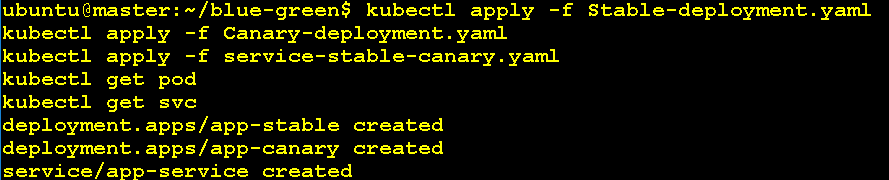 ubuntu@master:~/blue-green$ kubectl apply -f Stable-deployment.yaml
kubectl apply -f Canary-deployment.yaml
kubectl apply -f service-stable-canary.yaml
kubectl get pod
kubectl get svc
deployment.apps/app-stable created
deployment.apps/app-canary created
service/app-service created